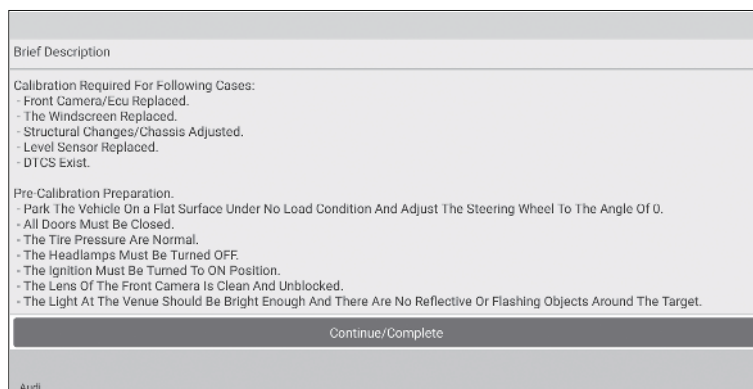 Brief Description
Calibration Required For Following Cases:
- Front Camera/Ecu Replaced.
- The Windscreen Replaced.
- Structural Changes/Chassis Adjusted.
- Level Sensor Replaced.
- DTCS Exist.
Pre-Calibration Preparation.
- Park The Vehicle On a Flat Surface Under No Load Condition And Adjust The Steering Wheel To The Angle Of 0.
- All Doors Must Be Closed.
- The Tire Pressure Are Normal.
- The Headlamps Must Be Turned OFF.
- The Ignition Must Be Turned To ON Position.
- The Lens Of The Front Camera Is Clean And Unblocked.
- The Light At The Venue Should Be Bright Enough And There Are No Reflective Or Flashing Objects Around The Target.
Continue/Complete
Audi